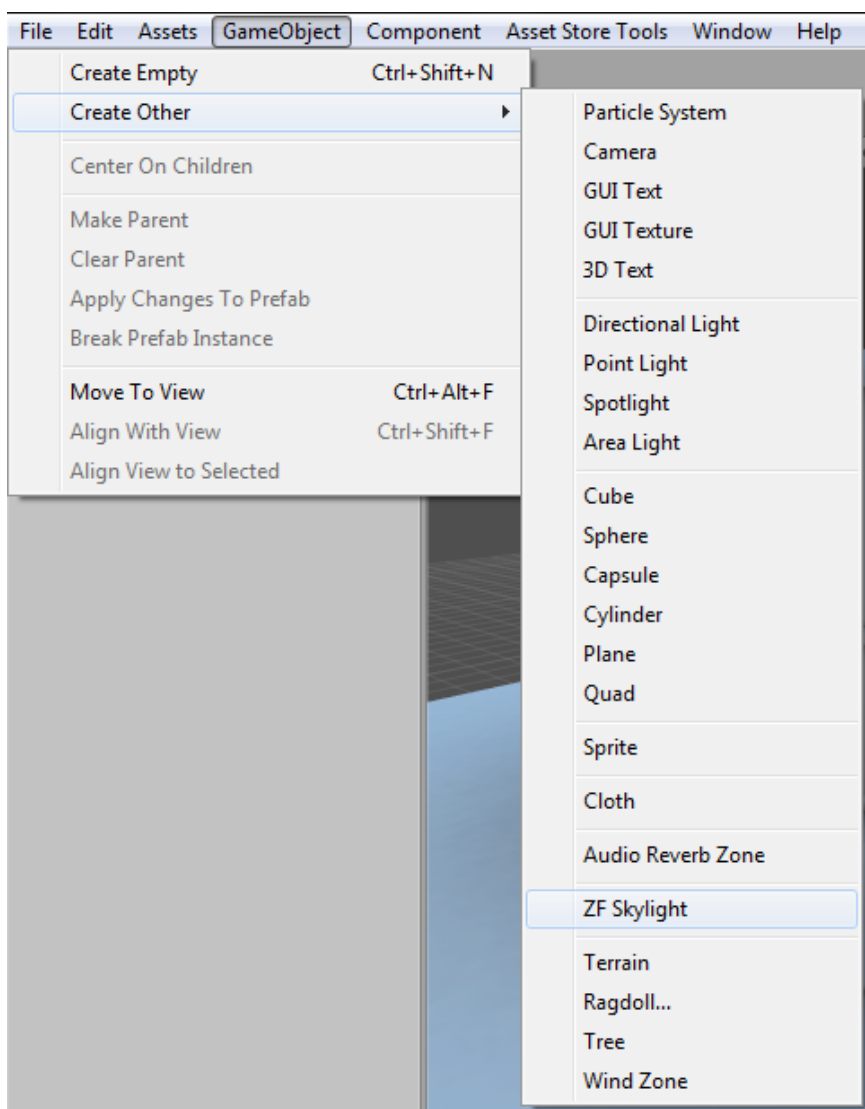 File Edit Assets GameObject Component Asset Store Tools Window Help
Create Empty Ctrl+Shift+N
Create Other
Center On Children
Make Parent
Clear Parent
Apply Changes To Prefab
Break Prefab Instance
Move To View Ctrl+Alt+F
Align With View Ctrl+Shift+F
Align View to Selected
Particle System
Camera
GUI Text
GUI Texture
3D Text
Directional Light
Point Light
Spotlight
Area Light
Cube
Sphere
Capsule
Cylinder
Plane
Quad
Sprite
Cloth
Audio Reverb Zone
ZF Skylight
Terrain
Ragdoll...
Tree
Wind Zone